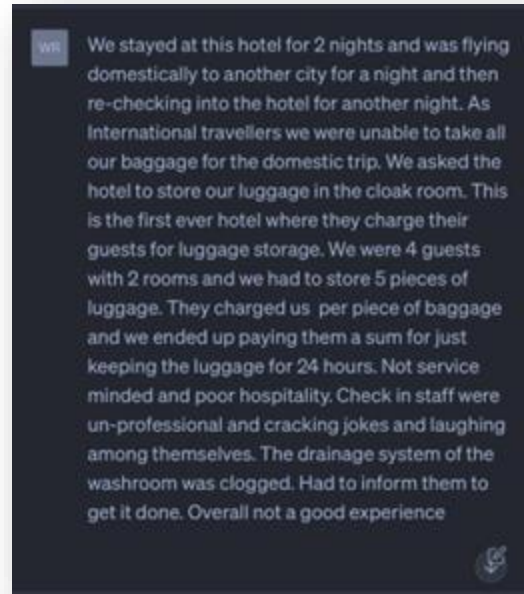 WR
We stayed at this hotel for 2 nights and was flying
domestically to another city for a night and then
re-checking into the hotel for another night. As
International travellers we were unable to take all
our baggage for the domestic trip. We asked the
hotel to store our luggage in the cloak room. This
is the first ever hotel where they charge their
guests for luggage storage. We were 4 guests
with 2 rooms and we had to store 5 pieces of
luggage. They charged us  per piece of baggage
and we ended up paying them a sum for just
keeping the luggage for 24 hours. Not service
minded and poor hospitality. Check in staff were
un-professional and cracking jokes and laughing
among themselves. The drainage system of the
washroom was clogged. Had to inform them to
get it done. Overall not a good experience